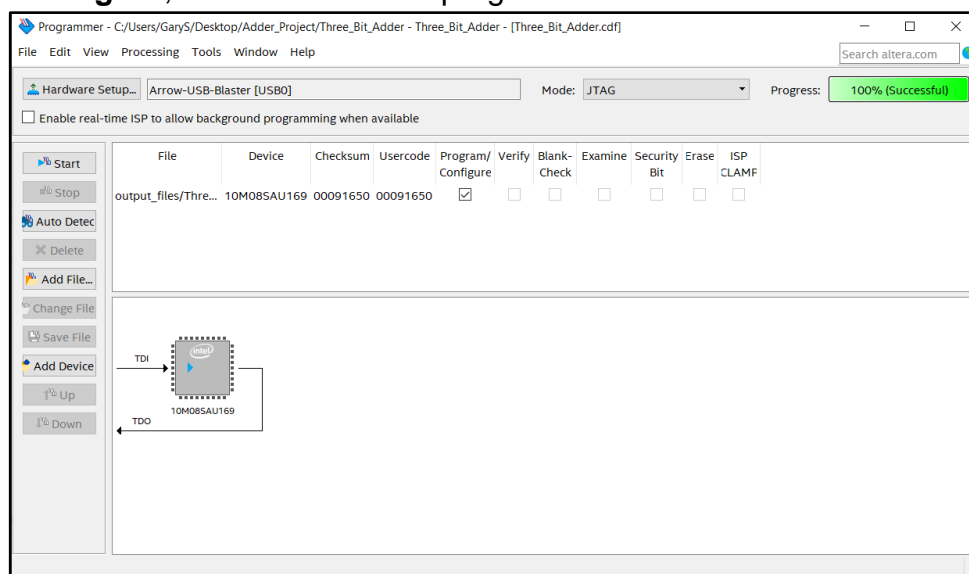 Programmer - C:/Users/GaryS/Desktop/Adder_Project/Three_Bit_Adder - Three_Bit_Adder - [Three_Bit_Adder.cdf]
File Edit View Processing Tools Window Help
Search altera.com
Hardware Setup... Arrow-USB-Blaster [USB0] Mode: JTAG Progress: 100% (Successful)
Enable real-time ISP to allow background programming when available
File Device Checksum Usercode Program/ Configure Verify Blank- Check Examine Security Bit Erase ISP CLAMP
output_files/Thre... 10M08SAU169 00091650 00091650
Start
Stop
Auto Detec
Delete
Add File...
Change File
Save File
Add Device
Up
Down
TDI
intel
10M08SAU169
TDO